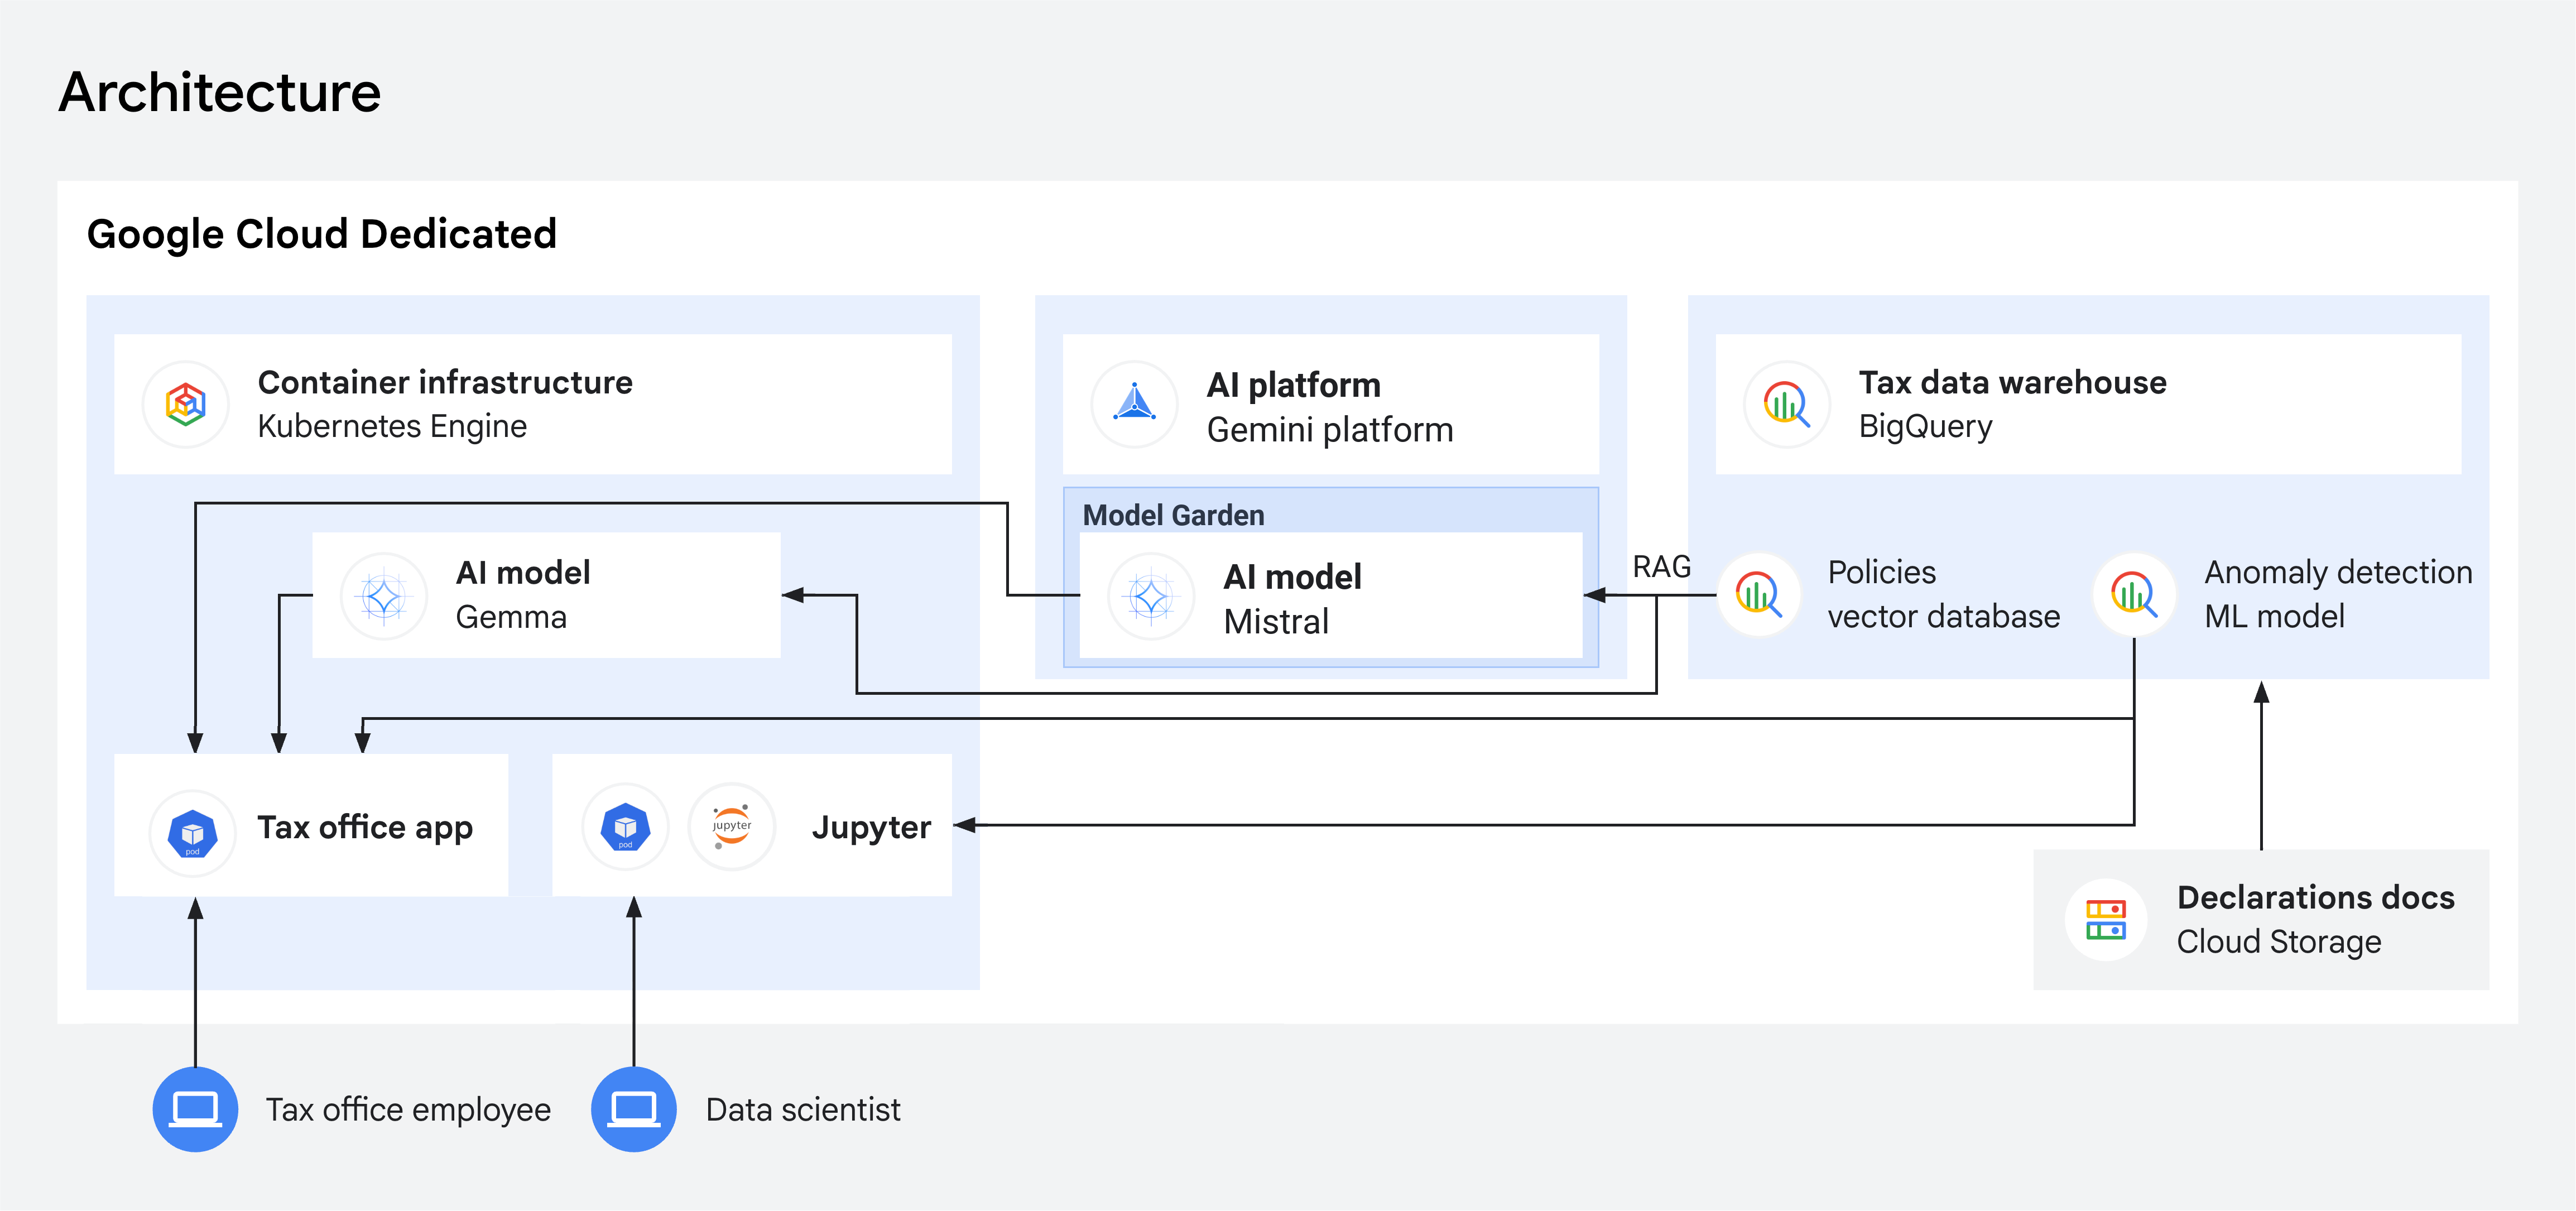 Architecture
Google Cloud Dedicated
Container infrastructure
Kubernetes Engine
AI platform
Gemini platform
Tax data warehouse
BigQuery
Model Garden
AI model
Gemma
AI model
Mistral
RAG
Policies
vector database
Anomaly detection
ML model
pod
Tax office app
pod
jupyter
Jupyter
Declarations docs
Cloud Storage
Tax office employee
Data scientist